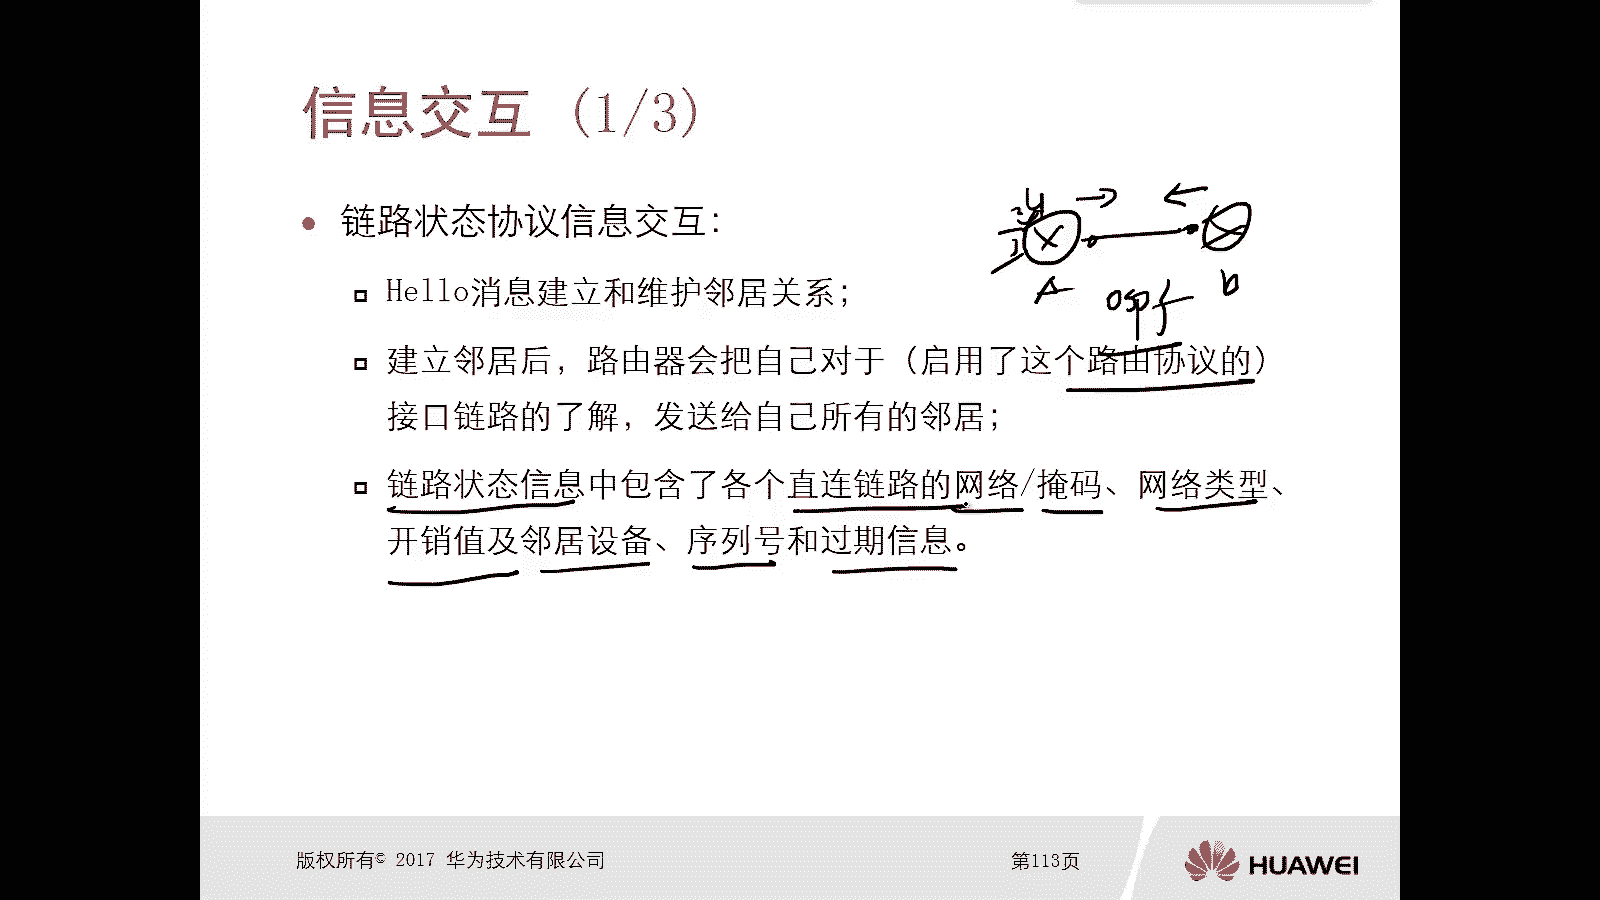 信息交互 (1/3)
链路状态协议信息交互：
Hello消息建立和维护邻居关系；
A
ospf
b
建立邻居后，路由器会把自己对于（启用了这个路由协议的）
接口链路的了解，发送给自己所有的邻居；
链路状态信息中包含了各个直连链路的网络/掩码、网络类型、
开销值及邻居设备、序列号和过期信息。
版权所有© 2017 华为技术有限公司
第113页
HUAWEI